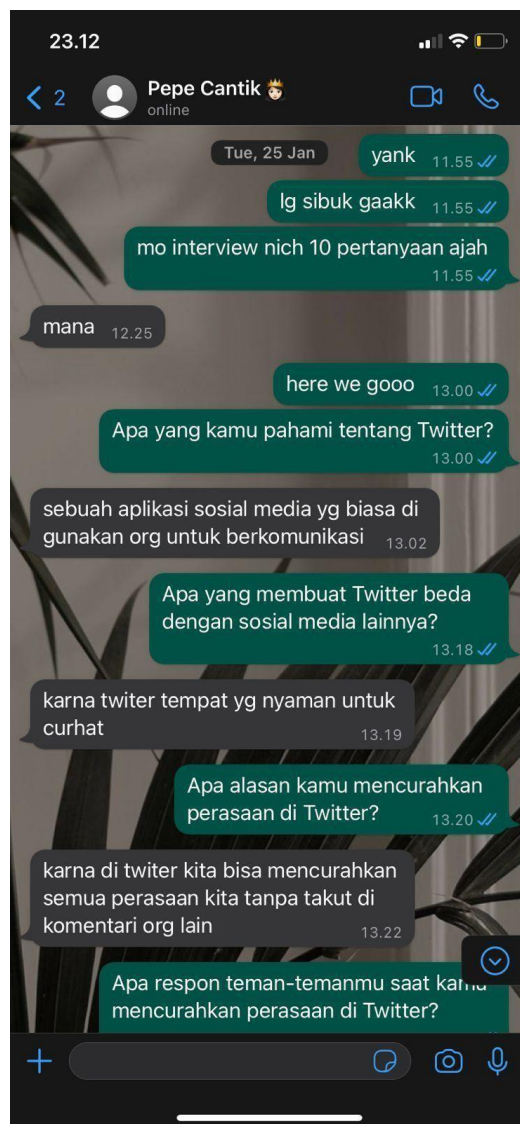 23.12
2
Pepe Cantik
online
Tue, 25 Jan
yank 11.55
lg sibuk gaakk 11.55
mo interview nich 10 pertanyaan ajah
11.55
mana 12.25
here we gooo 13.00
Apa yang kamu pahami tentang Twitter?
13.00
sebuah aplikasi sosial media yg biasa di
gunakan org untuk berkomunikasi 13.02
Apa yang membuat Twitter beda
dengan sosial media lainnya?
13.18
karna twiter tempat yg nyaman untuk
curhat 13.19
Apa alasan kamu mencurahkan
perasaan di Twitter? 13.20
karna di twiter kita bisa mencurahkan
semua perasaan kita tanpa takut di
komentari org lain 13.22
Apa respon teman-temanmu saat kamu
mencurahkan perasaan di Twitter?